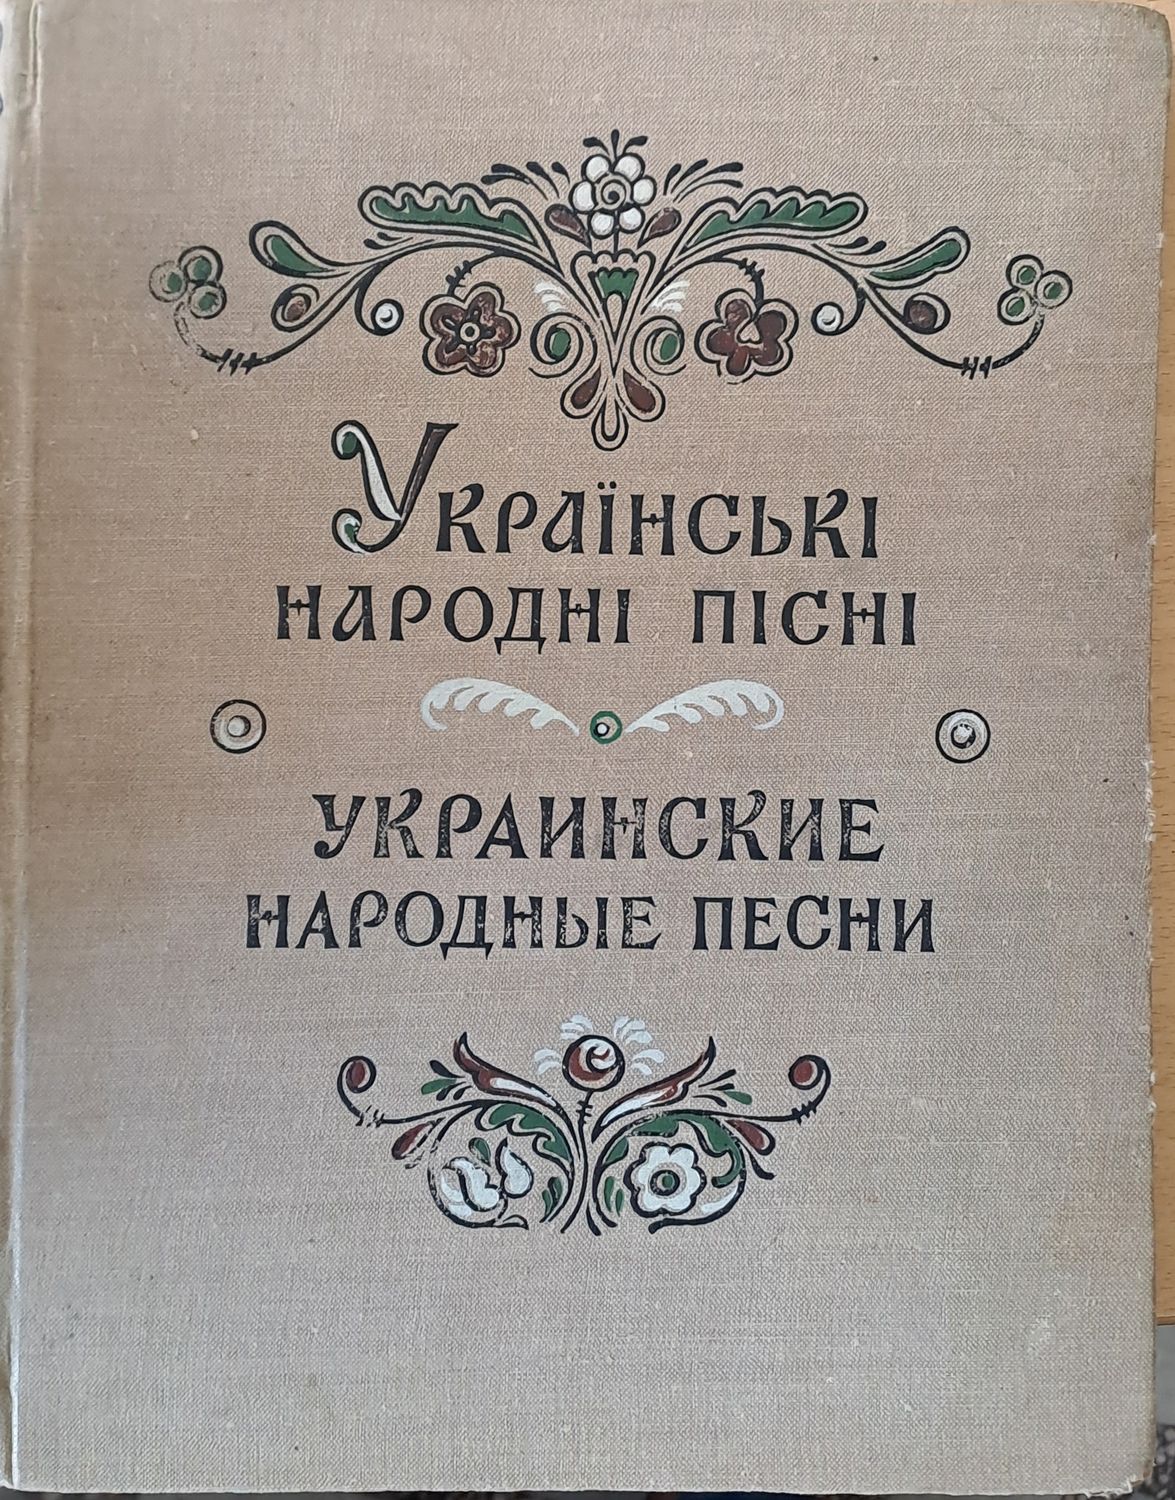 Українські
народні пісні
украинские
народные песни